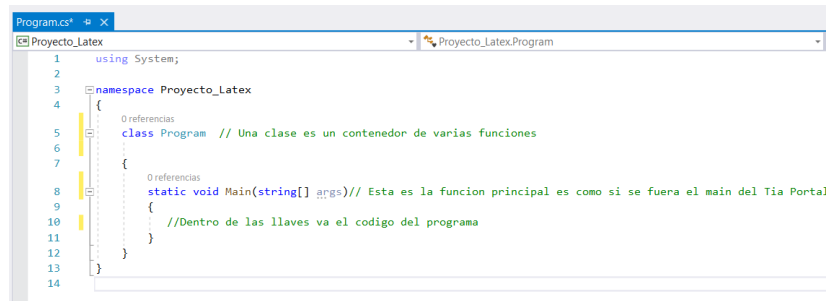 Program.cs*
C# Proyecto_Latex Proyecto_Latex.Program
1 using System;
2
3 namespace Proyecto_Latex
4 {
0 referencias
5 class Program // Una clase es un contenedor de varias funciones
6
7 {
0 referencias
8 static void Main(string[] args)// Esta es la funcion principal es como si se fuera el main del Tia Portal
9 {
10 //Dentro de las llaves va el codigo del programa
11 }
12 }
13 }
14